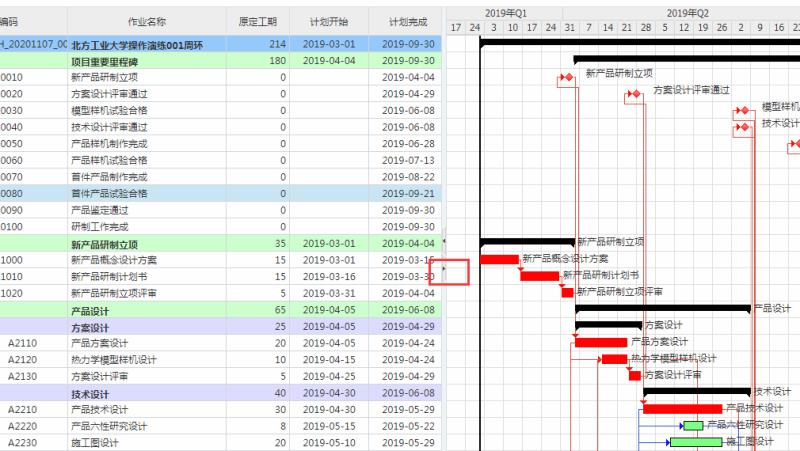 编码 作业名称 原定工期 计划开始 计划完成 2019年Q1 2019年Q2
17 24 3 10 17 24 31 7 14 21 28 5 12 19 26 2 9 16 23
H_20201107_00 北方工业大学操作演练001周环 214 2019-03-01 2019-09-30
项目重要里程碑 180 2019-04-04 2019-09-30
0010 新产品研制立项 0 2019-04-04 新产品研制立项
0020 方案设计评审通过 0 2019-04-29 方案设计评审通过
0030 模型样机试验合格 0 2019-06-08 模型样机
0040 技术设计评审通过 0 2019-06-08 技术设计
0050 产品样机制作完成 0 2019-06-28
0060 产品样机试验合格 0 2019-07-13
0070 首件产品制作完成 0 2019-08-22
0080 首件产品试验合格 0 2019-09-21
0090 产品鉴定通过 0 2019-09-30
0100 研制工作完成 0 2019-09-30
新产品研制立项 35 2019-03-01 2019-04-04 新产品研制立项
1000 新产品概念设计方案 15 2019-03-01 2019-03-15 新产品概念设计方案
1010 新产品研制计划书 15 2019-03-16 2019-03-30 新产品研制计划书
1020 新产品研制立项评审 5 2019-03-31 2019-04-04 新产品研制立项评审
产品设计 65 2019-04-05 2019-06-08 产品设计
方案设计 25 2019-04-05 2019-04-29 方案设计
A2110 产品方案设计 20 2019-04-05 2019-04-24 产品方案设计
A2120 热力学模型样机设计 10 2019-04-15 2019-04-24 热力学模型样机设计
A2130 方案设计评审 5 2019-04-25 2019-04-29 方案设计评审
技术设计 40 2019-04-30 2019-06-08 技术设计
A2210 产品技术设计 30 2019-04-30 2019-05-29 产品技术设计
A2220 产品六性研究设计 8 2019-05-15 2019-05-22 产品六性研究设计
A2230 施工图设计 20 2019-05-10 2019-05-29 施工图设计